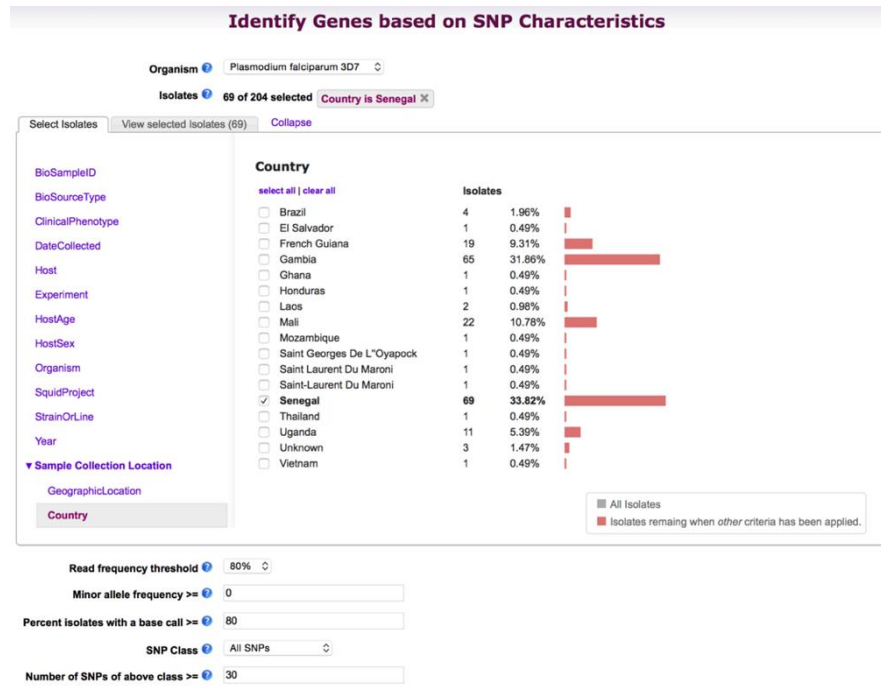 Identify Genes based on SNP Characteristics
Organism ? Plasmodium falciparum 3D7
Isolates ? 69 of 204 selected Country is Senegal ✕
Select Isolates View selected Isolates (69) Collapse
BioSampleID
BioSourceType
ClinicalPhenotype
DateCollected
Host
Experiment
HostAge
HostSex
Organism
SquidProject
StrainOrLine
Year
▼ Sample Collection Location
GeographicLocation
Country
Country
select all | clear all Isolates
Brazil 4 1.96%
El Salvador 1 0.49%
French Guiana 19 9.31%
Gambia 65 31.86%
Ghana 1 0.49%
Honduras 1 0.49%
Laos 2 0.98%
Mali 22 10.78%
Mozambique 1 0.49%
Saint Georges De L"Oyapock 1 0.49%
Saint Laurent Du Maroni 1 0.49%
Saint-Laurent Du Maroni 1 0.49%
Senegal 69 33.82%
Thailand 1 0.49%
Uganda 11 5.39%
Unknown 3 1.47%
Vietnam 1 0.49%
All Isolates
Isolates remaing when other criteria has been applied.
Read frequency threshold ? 80%
Minor allele frequency >= ? 0
Percent isolates with a base call >= ? 80
SNP Class ? All SNPs
Number of SNPs of above class >= ? 30